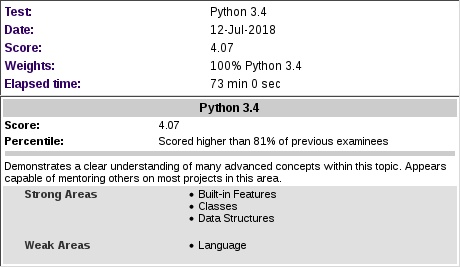 Test: Python 3.4
Date: 12-Jul-2018
Score: 4.07
Weights: 100% Python 3.4
Elapsed time: 73 min 0 sec
Python 3.4
Score: 4.07
Percentile: Scored higher than 81% of previous examinees
Demonstrates a clear understanding of many advanced concepts within this topic. Appears
capable of mentoring others on most projects in this area.
Strong Areas • Built-in Features
• Classes
• Data Structures
Weak Areas • Language